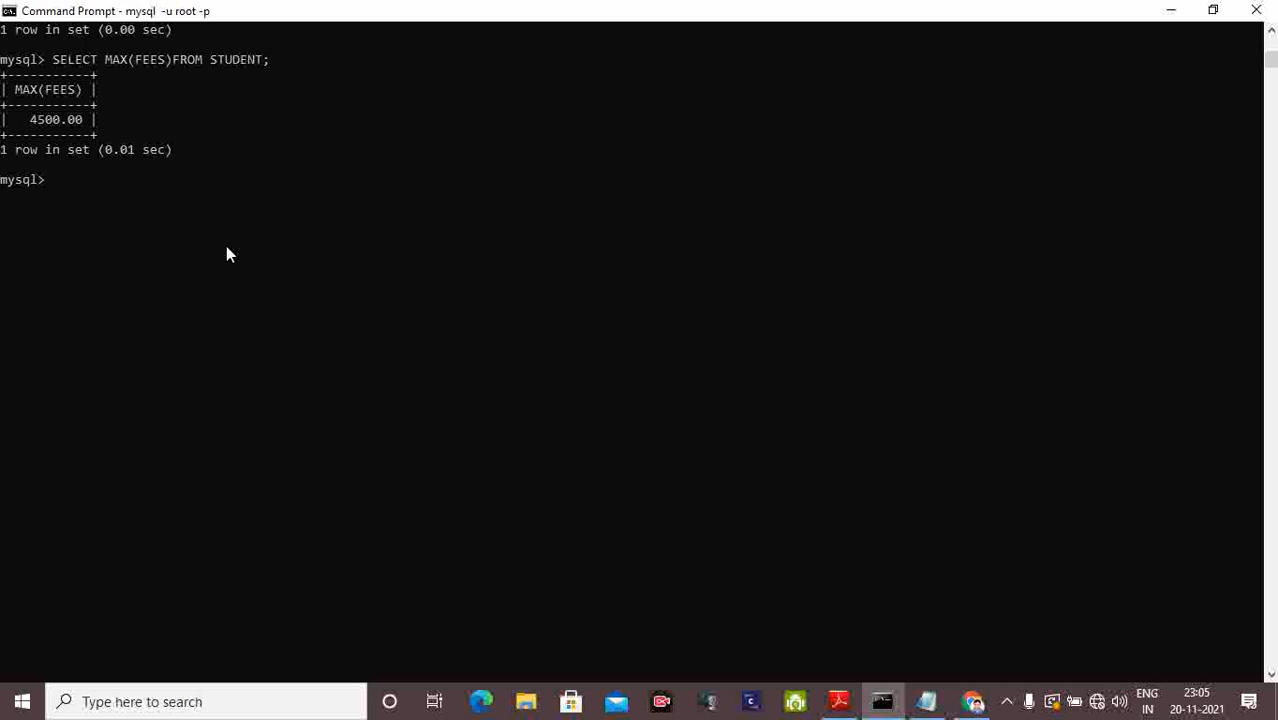 Command Prompt - mysql -u root -p
1 row in set (0.00 sec)
mysql> SELECT MAX(FEES)FROM STUDENT;
+-----------+
| MAX(FEES) |
+-----------+
|   4500.00 |
+-----------+
1 row in set (0.01 sec)
mysql>
Type here to search
ENG
IN
23:05
20-11-2021